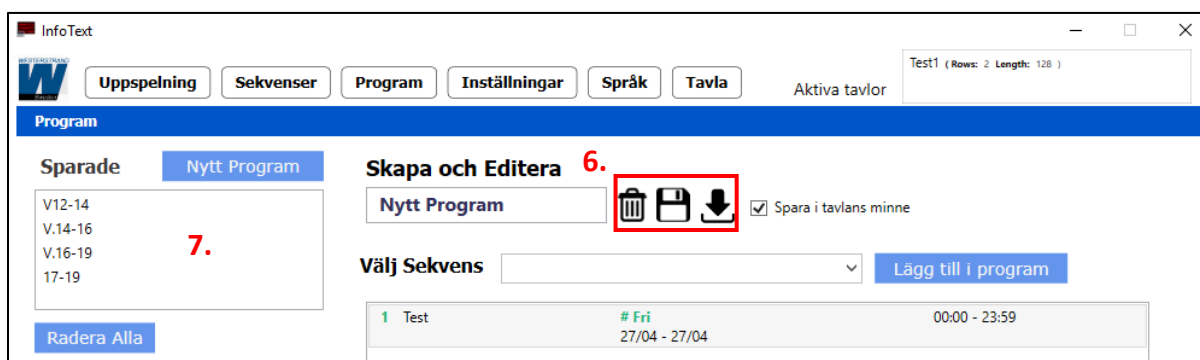 InfoText
WESTERSTRAND
Uppspelning Sekvenser Program Inställningar Språk Tavla Aktiva tavlor
Test1 ( Rows: 2 Length: 128 )
Program
Sparade Nytt Program
V12-14
V.14-16
V.16-19
17-19
7.
Radera Alla
Skapa och Editera 6.
Nytt Program Spara i tavlans minne
Välj Sekvens Lägg till i program
1 Test # Fri 00:00 - 23:59
27/04 - 27/04